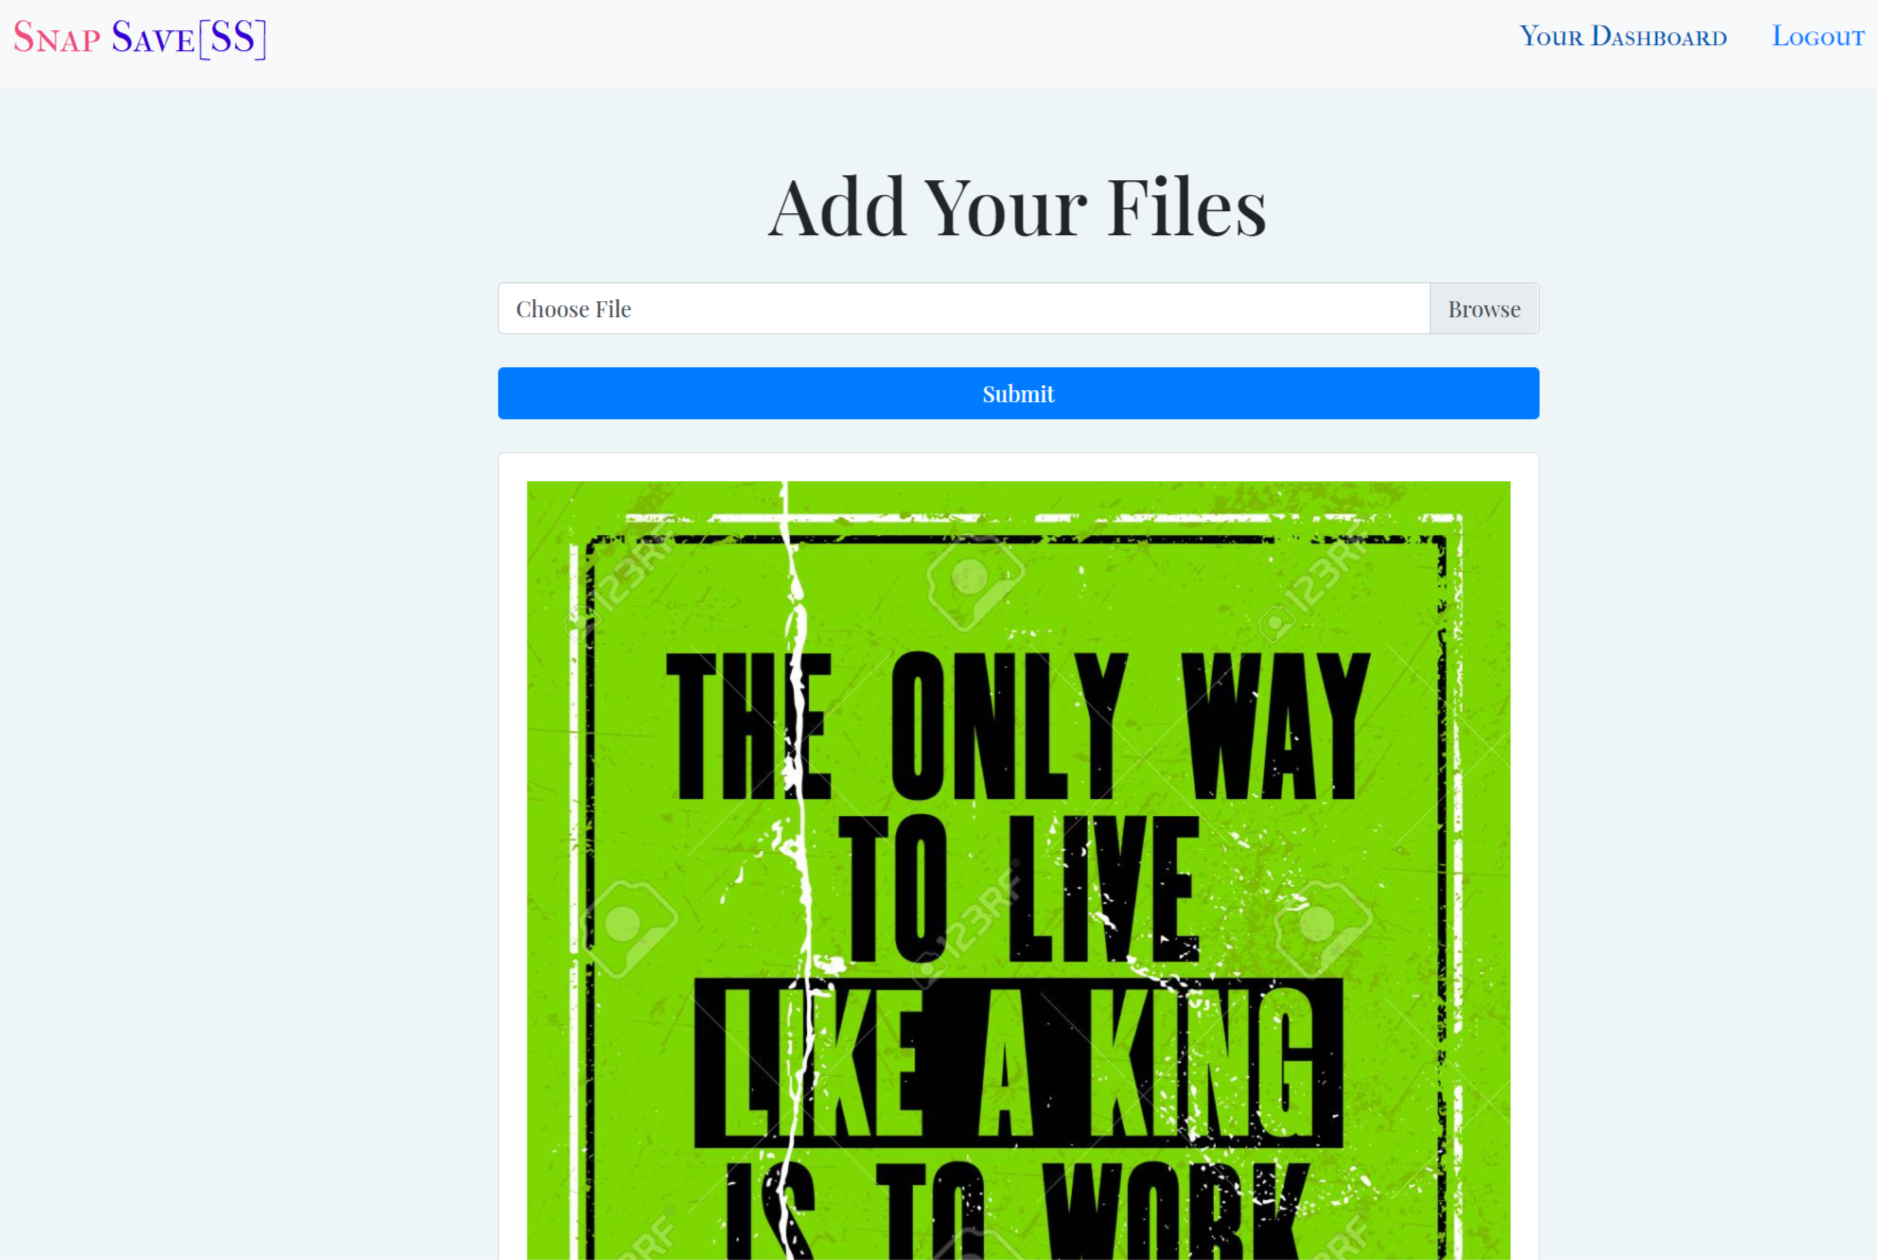 Snap Save[SS]
Your Dashboard Logout
Add Your Files
Choose File Browse
Submit
123RF 123RF
THE ONLY WAY
TO LIVE
123RF
LIKE A KING
IS TO WORK